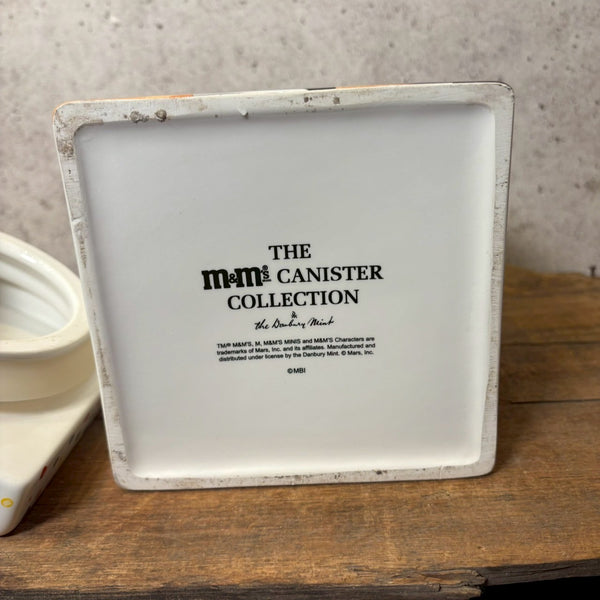 THE
m&m's® CANISTER
COLLECTION
&
the Danbury Mint
TM/® M&M'S, M, M&M'S MINIS and M&M'S Characters are
trademarks of Mars, Inc. and its affiliates. Manufactured and
distributed under license by the Danbury Mint. © Mars, Inc.
©MBI